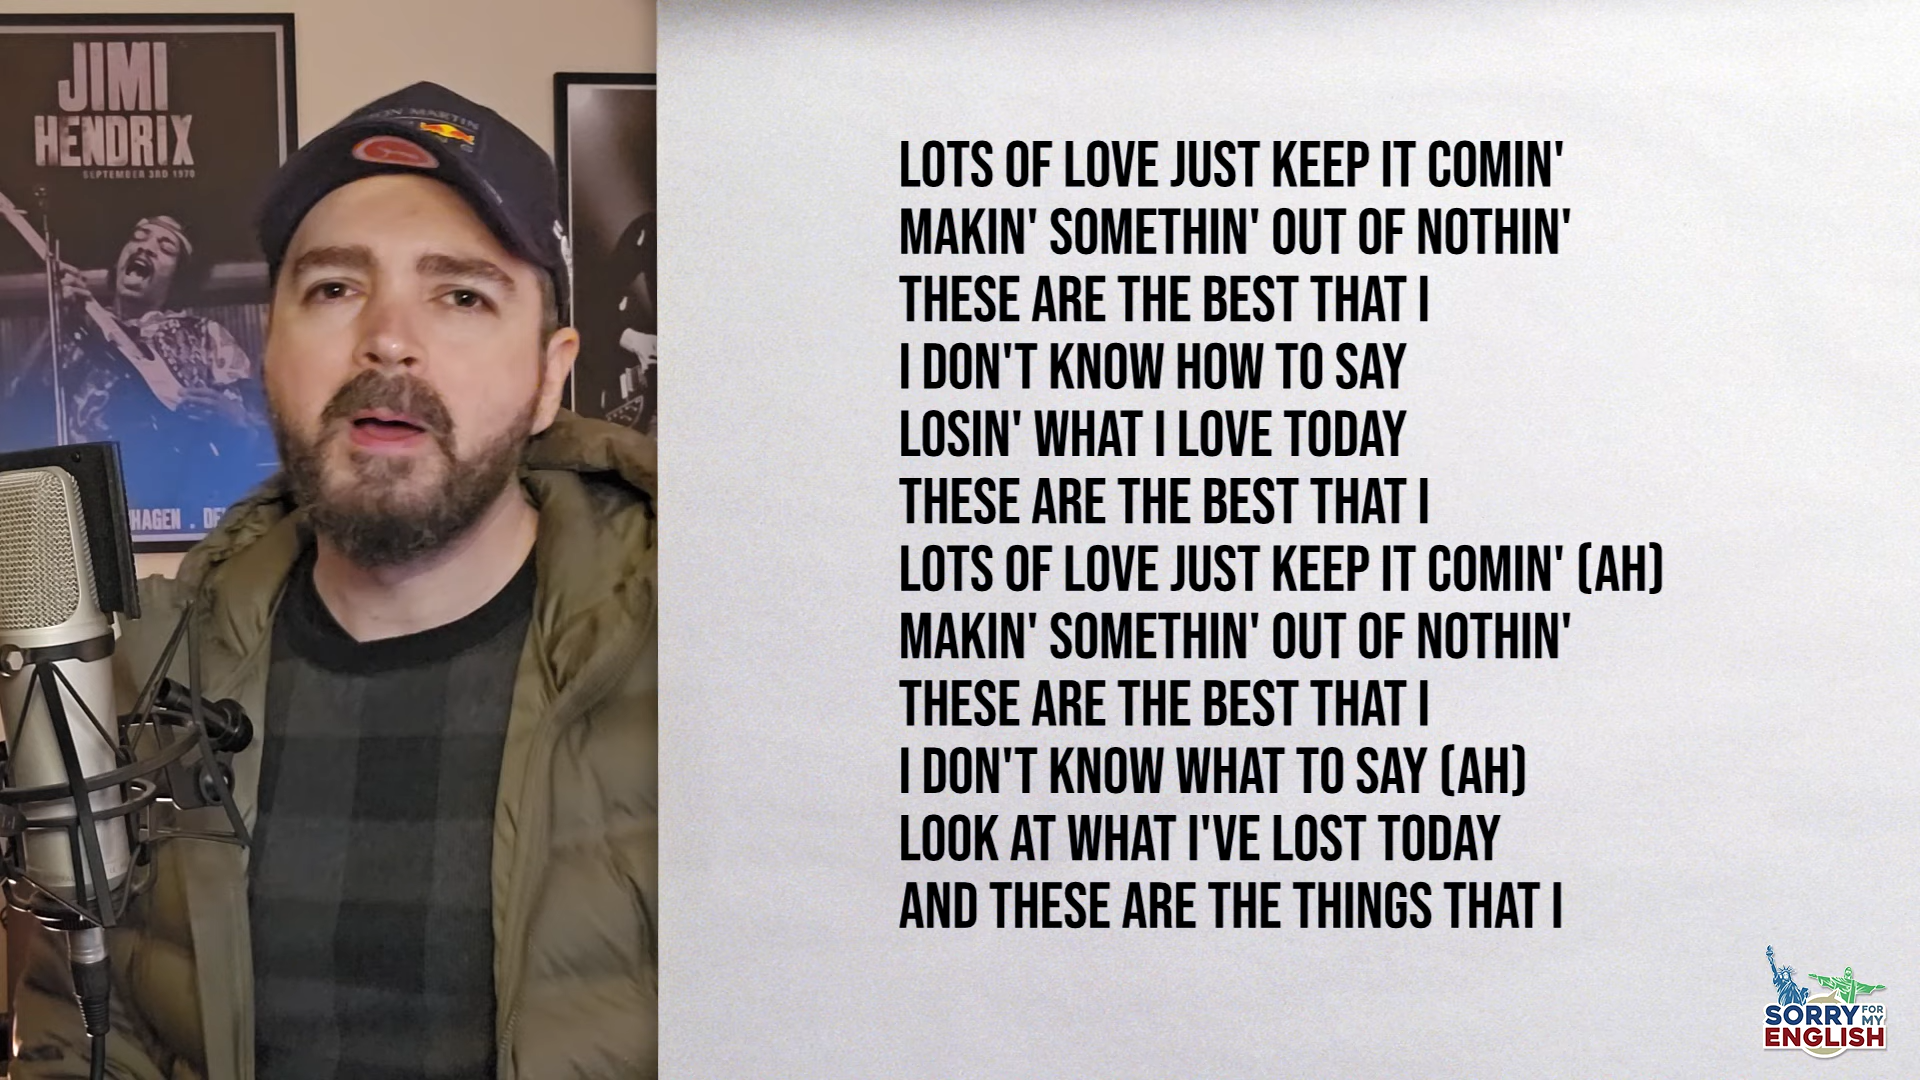 JIMI
HENDRIX
SEPTEMBER 3RD 1970
ON MARTIN
HAGEN . DE
LOTS OF LOVE JUST KEEP IT COMIN'
MAKIN' SOMETHIN' OUT OF NOTHIN'
THESE ARE THE BEST THAT I
I DON'T KNOW HOW TO SAY
LOSIN' WHAT I LOVE TODAY
THESE ARE THE BEST THAT I
LOTS OF LOVE JUST KEEP IT COMIN' (AH)
MAKIN' SOMETHIN' OUT OF NOTHIN'
THESE ARE THE BEST THAT I
I DON'T KNOW WHAT TO SAY (AH)
LOOK AT WHAT I'VE LOST TODAY
AND THESE ARE THE THINGS THAT I
SORRY FOR MY
ENGLISH